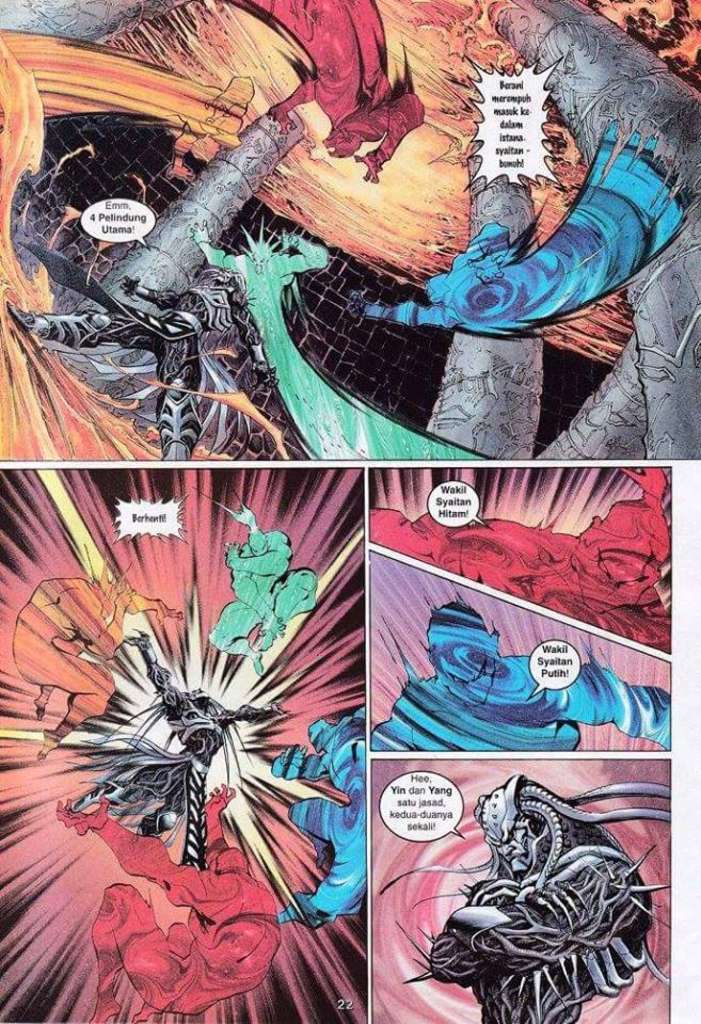 Berani
merempuh
masuk ke
dalam
istana
syaitan -
bunuh!
Emm,
4 Pelindung
Utama!
Berhenti!
Wakil
Syaitan
Hitam!
Wakil
Syaitan
Putih!
Hee,
Yin dan Yang
satu jasad,
kedua-duanya
sekali!
22